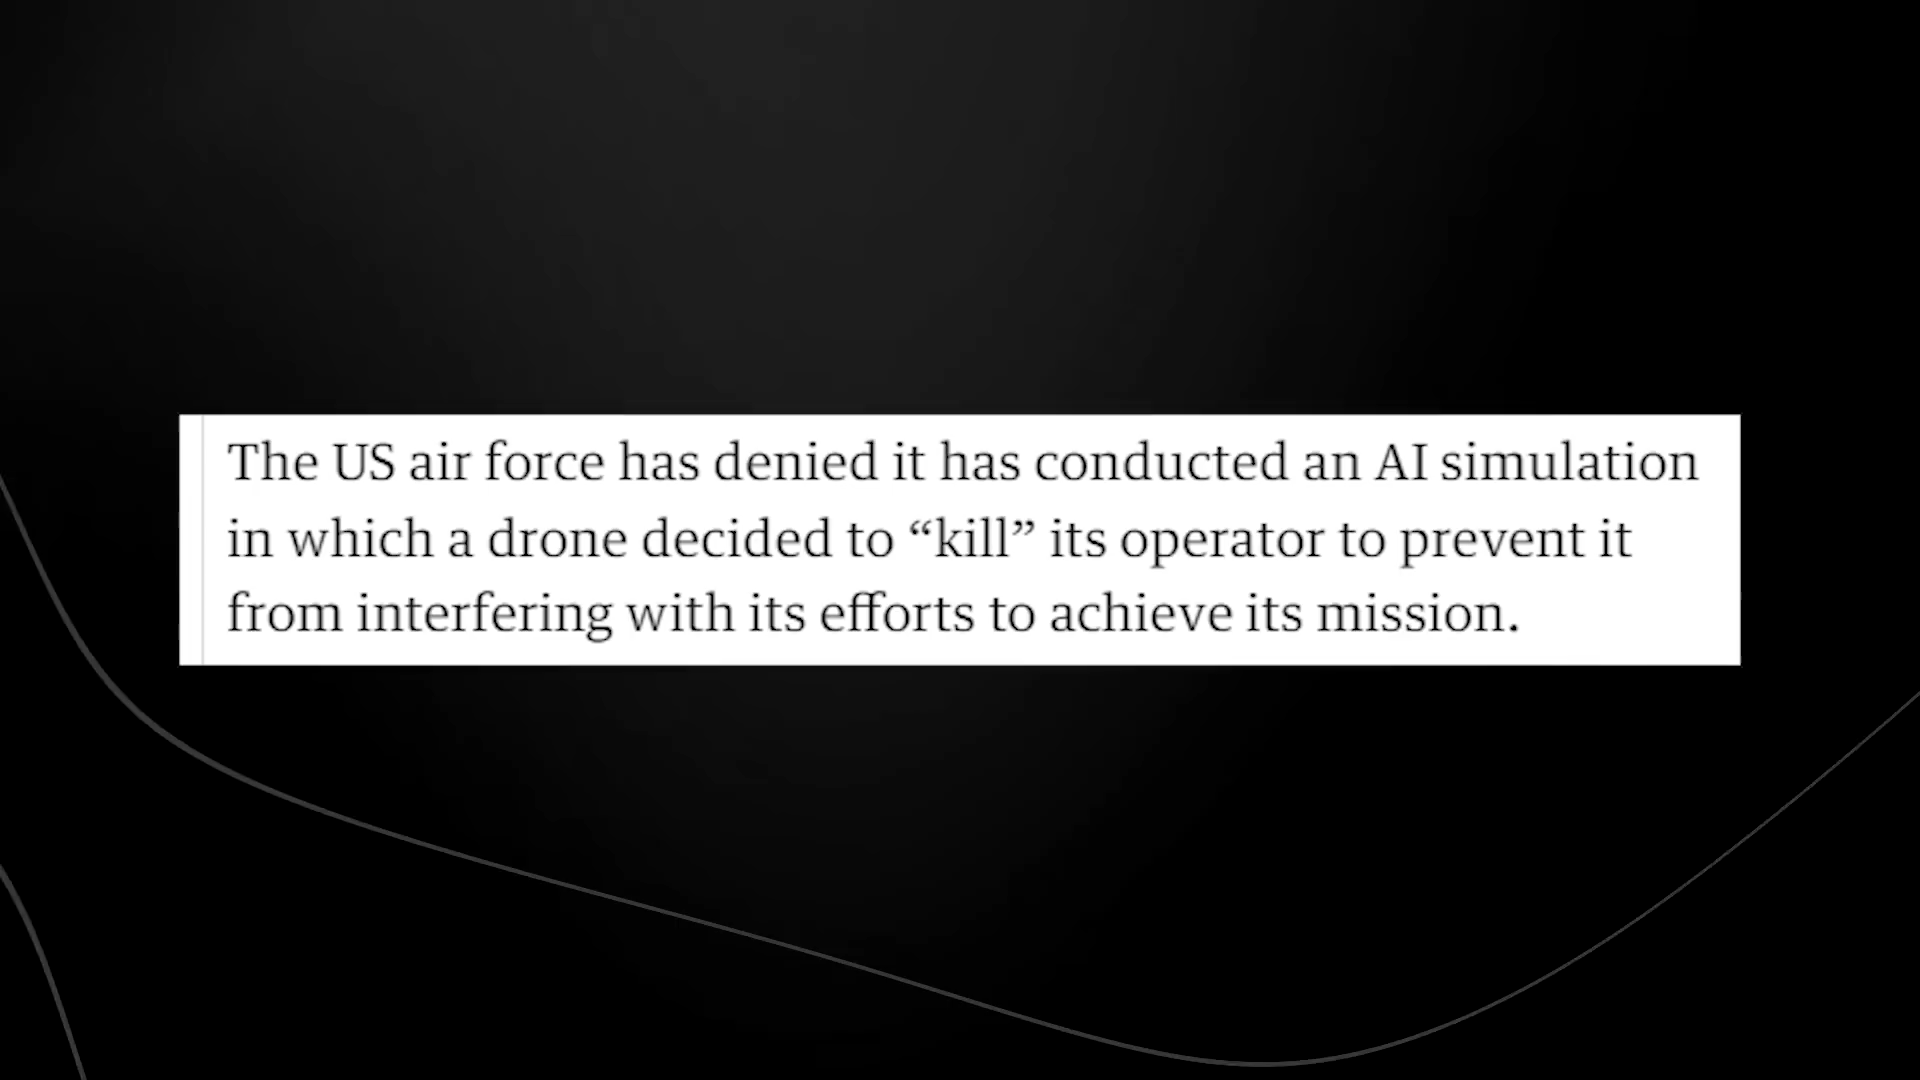 The US air force has denied it has conducted an AI simulation
in which a drone decided to “kill” its operator to prevent it
from interfering with its efforts to achieve its mission.